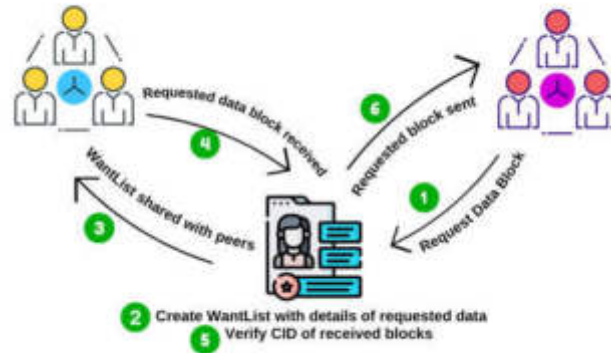 Requested data block received
4
WantList shared with peers
3
6
Requested block sent
1
Request Data Block
2 Create WantList with details of requested data
5 Verify CID of received blocks